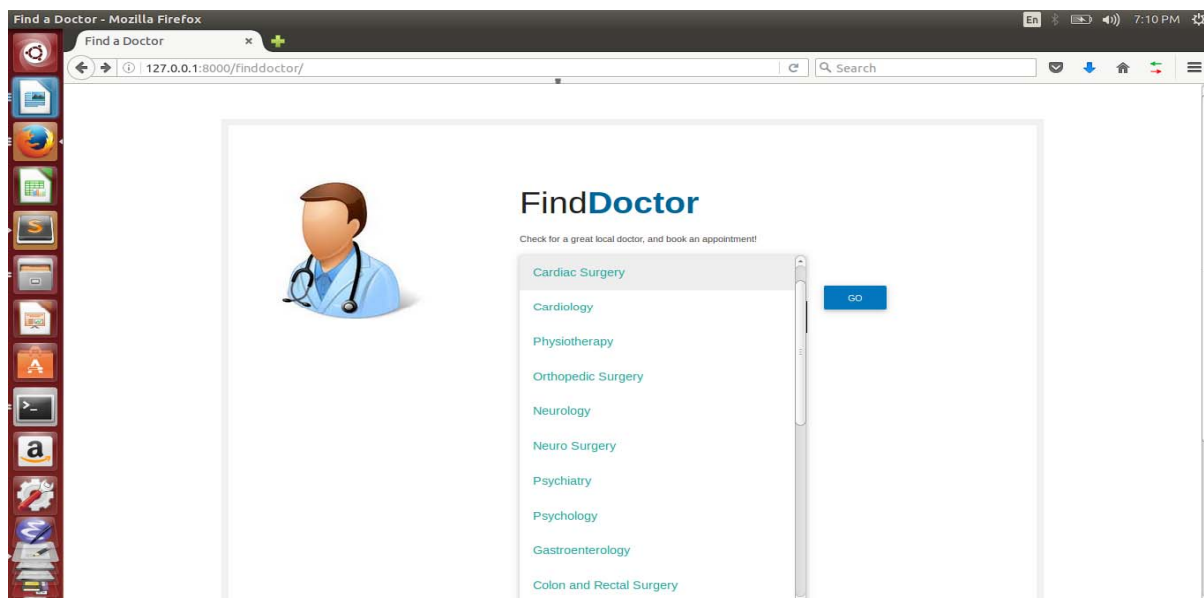 Find a Doctor - Mozilla Firefox
En 7:10 PM
Find a Doctor
127.0.0.1:8000/finddoctor/
Search
FindDoctor
Check for a great local doctor, and book an appointment!
Cardiac Surgery
GO
Cardiology
Physiotherapy
Orthopedic Surgery
Neurology
Neuro Surgery
Psychiatry
Psychology
Gastroenterology
Colon and Rectal Surgery